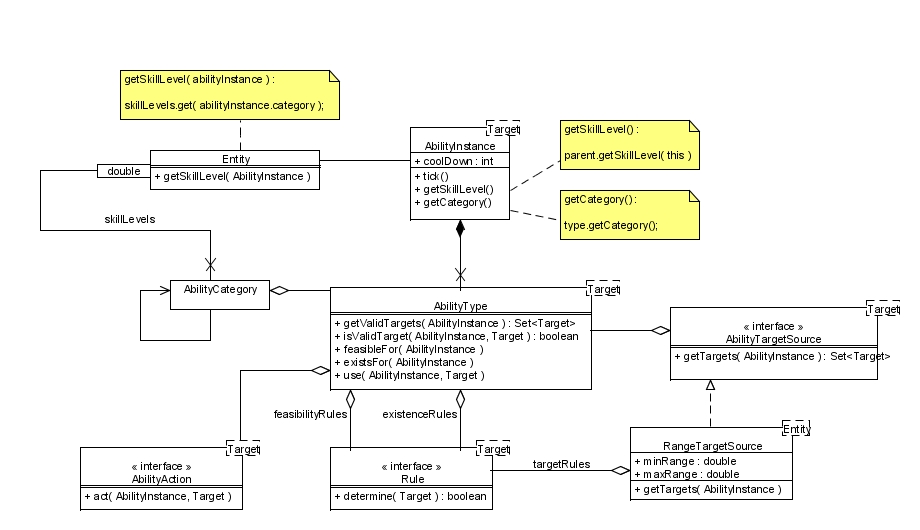 getSkillLevel( abilityInstance ) :
skillLevels.get( abilityInstance.category );
Target
AbilityInstance
+ coolDown : int
+ tick()
+ getSkillLevel()
+ getCategory()
getSkillLevel() :
parent.getSkillLevel( this )
Entity
+ getSkillLevel( AbilityInstance )
double
getCategory() :
type.getCategory();
skillLevels
AbilityCategory
Target
AbilityType
+ getValidTargets( AbilityInstance ) : Set<Target>
+ isValidTarget( AbilityInstance, Target ) : boolean
+ feasibleFor( AbilityInstance )
+ existsFor( AbilityInstance )
+ use( AbilityInstance, Target )
Target
« interface »
AbilityTargetSource
+ getTargets( AbilityInstance ) : Set<Target>
feasibilityRules
existenceRules
Target
« interface »
AbilityAction
+ act( AbilityInstance, Target )
Target
« interface »
Rule
+ determine( Target ) : boolean
targetRules
Entity
RangeTargetSource
+ minRange : double
+ maxRange : double
+ getTargets( AbilityInstance )